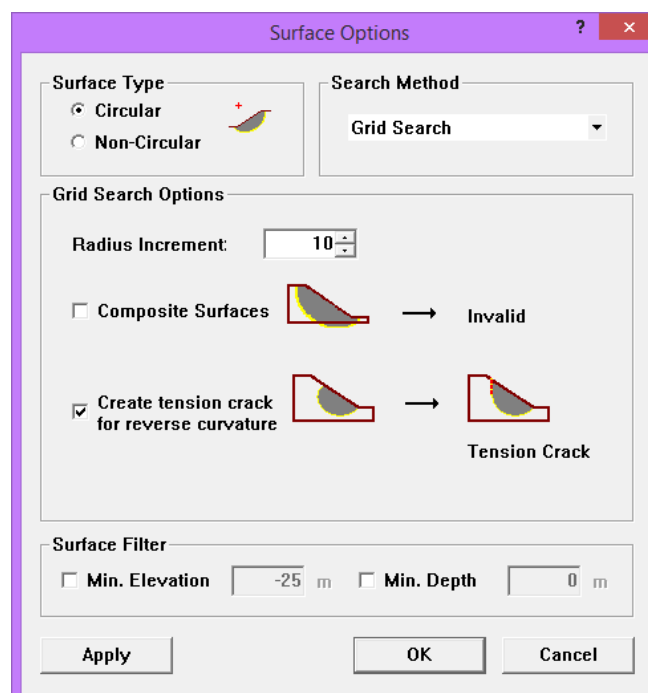 Surface Options
?
×
Surface Type
Circular
Non-Circular
Search Method
Grid Search
Grid Search Options
Radius Increment: 10
Composite Surfaces
Invalid
Create tension crack
for reverse curvature
Tension Crack
Surface Filter
Min. Elevation -25 m Min. Depth 0 m
Apply OK Cancel